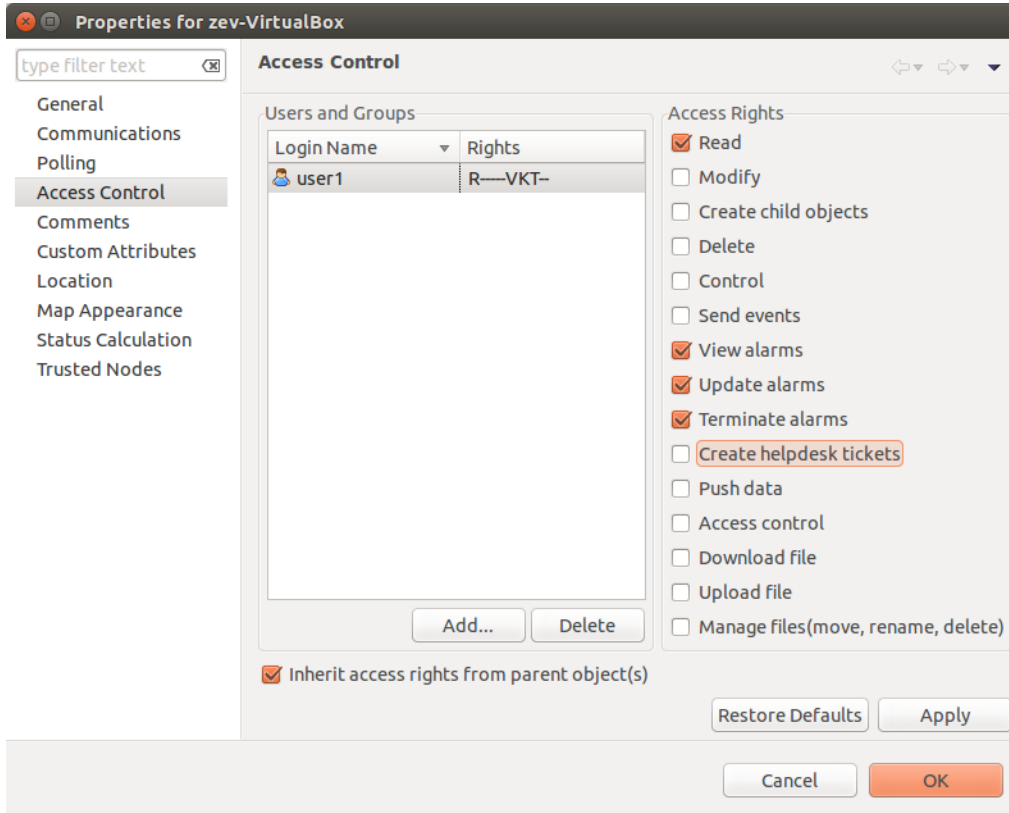 Properties for zev-VirtualBox
type filter text
General
Communications
Polling
Access Control
Comments
Custom Attributes
Location
Map Appearance
Status Calculation
Trusted Nodes
Access Control
Users and Groups
Login Name Rights
user1 R-----VKT--
Add... Delete
Access Rights
Read
Modify
Create child objects
Delete
Control
Send events
View alarms
Update alarms
Terminate alarms
Create helpdesk tickets
Push data
Access control
Download file
Upload file
Manage files(move, rename, delete)
Inherit access rights from parent object(s)
Restore Defaults Apply
Cancel OK